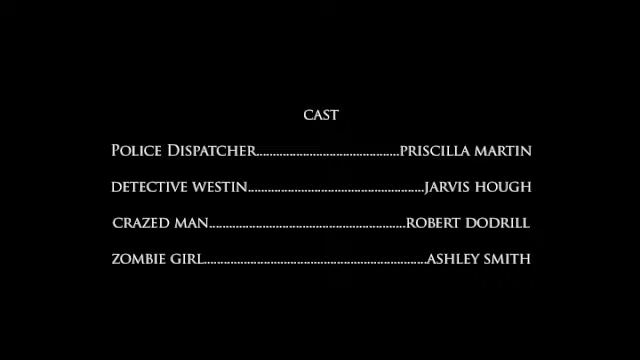 CAST
POLICE DISPATCHER...........................................PRISCILLA MARTIN
DETECTIVE WESTIN.....................................................JARVIS HOUGH
CRAZED MAN...........................................................ROBERT DODRILL
ZOMBIE GIRL....................................................................ASHLEY SMITH